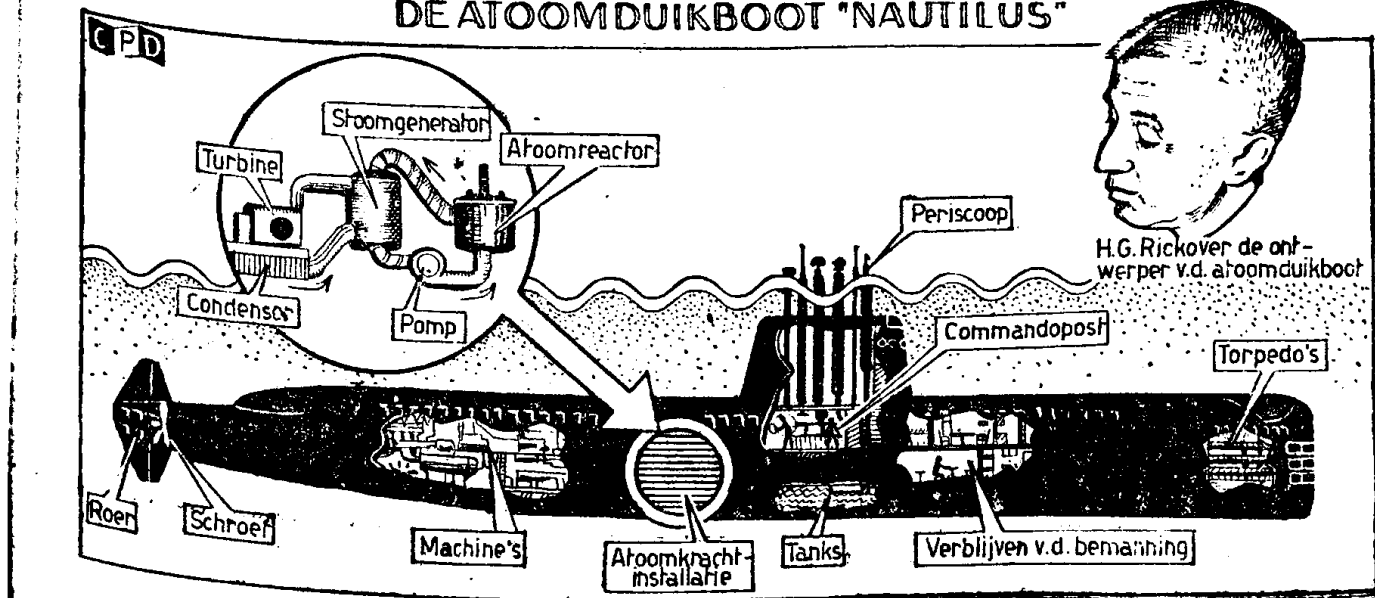 DE ATOOMDUIKBOOT "NAUTILUS"
CPD
Stoomgenerator
Turbine
Atoomreactor
Periscoop
H.G. Rickover de ont-
werper v.d. atoomduikboot
Condensor
Pomp
Commandopost
Torpedo's
Roer
Schroef
Machine's
Atoomkracht-
installatie
Tanks
Verblijven v.d. bemanning